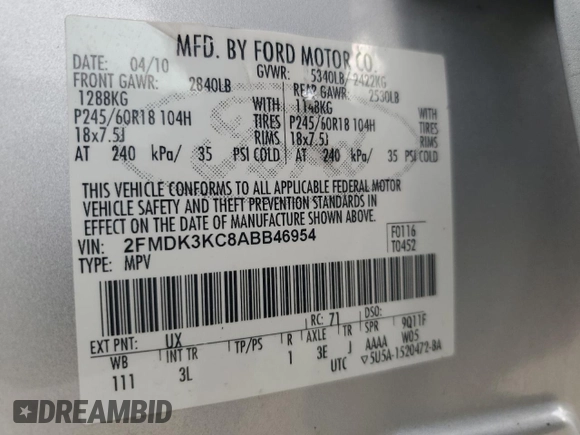 MFD. BY FORD MOTOR CO.
DATE: 04/10 GVWR: 5340LB/ 2422KG
FRONT GAWR: 2840LB REAR GAWR: 2530LB
1288KG WITH 1148KG WITH
P245/60R18 104H TIRES P245/60R18 104H TIRES
18x7.5J RIMS 18x7.5J RIMS
AT 240 kPa/ 35 PSI COLD AT 240 kPa/ 35 PSI COLD
THIS VEHICLE CONFORMS TO ALL APPLICABLE FEDERAL MOTOR
VEHICLE SAFETY AND THEFT PREVENTION STANDARDS IN
EFFECT ON THE DATE OF MANUFACTURE SHOWN ABOVE.
VIN: 2FMDK3KC8ABB46954 F0116
TYPE: MPV T0452
RC: 71 DSO:
EXT PNT: UX TP/PS R AXLE TR SPR 9Q11F
WB INT TR 1 3E J AAAA W05
111 3L UTC ▽5U5A-1520472-BA
DREAMBID